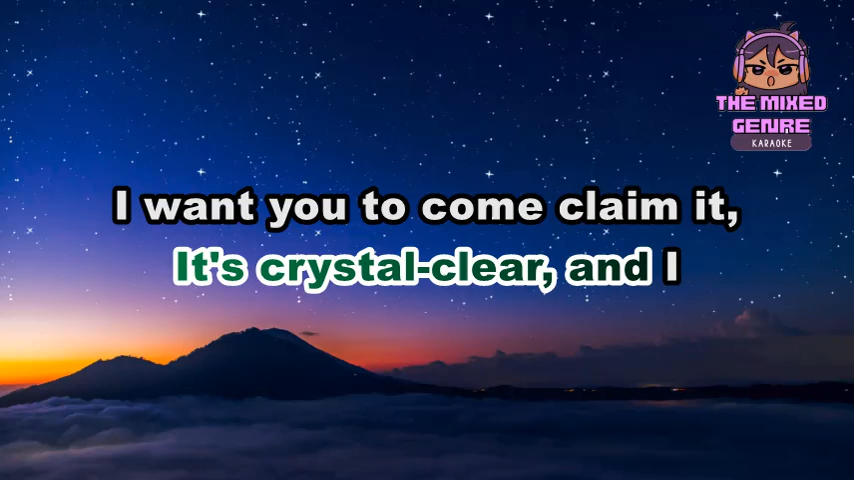 THE MIXED
GENRE
KARAOKE
I want you to come claim it,
It's crystal-clear, and I